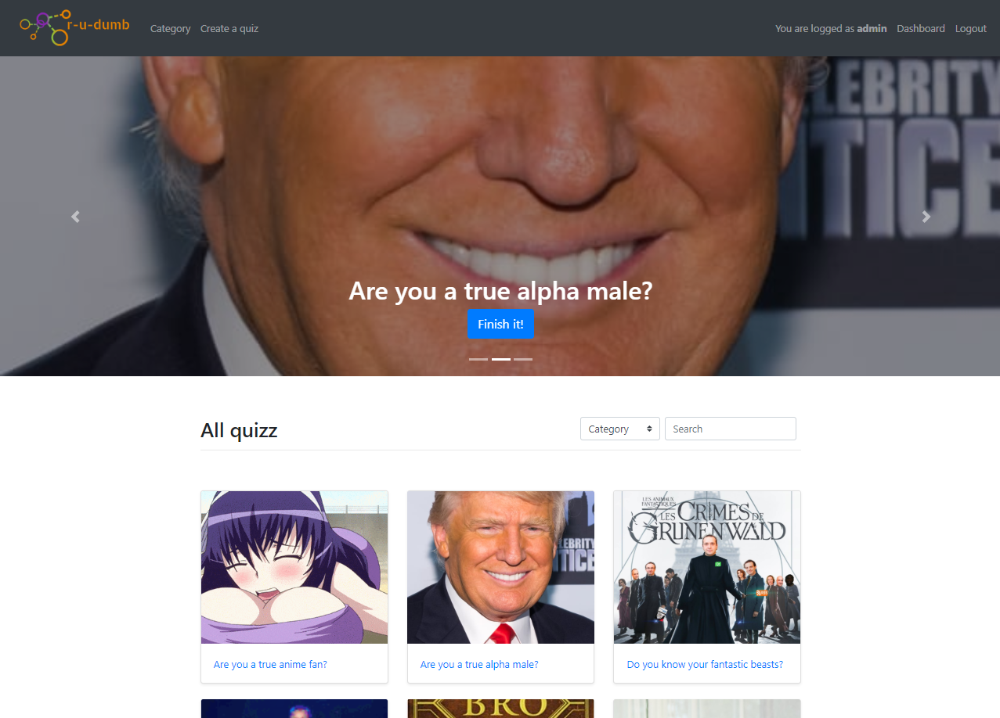 r-u-dumb
Category Create a quiz
You are logged as admin Dashboard Logout
LEBRITY
TICE
Are you a true alpha male?
Finish it!
All quizz
Category
Search
LEBRITY
TICE
LES ANIMAUX
FANTASTIQUES
LES CRIMES DE
GRINDENWALD
Are you a true anime fan?
Are you a true alpha male?
Do you know your fantastic beasts?
BRO